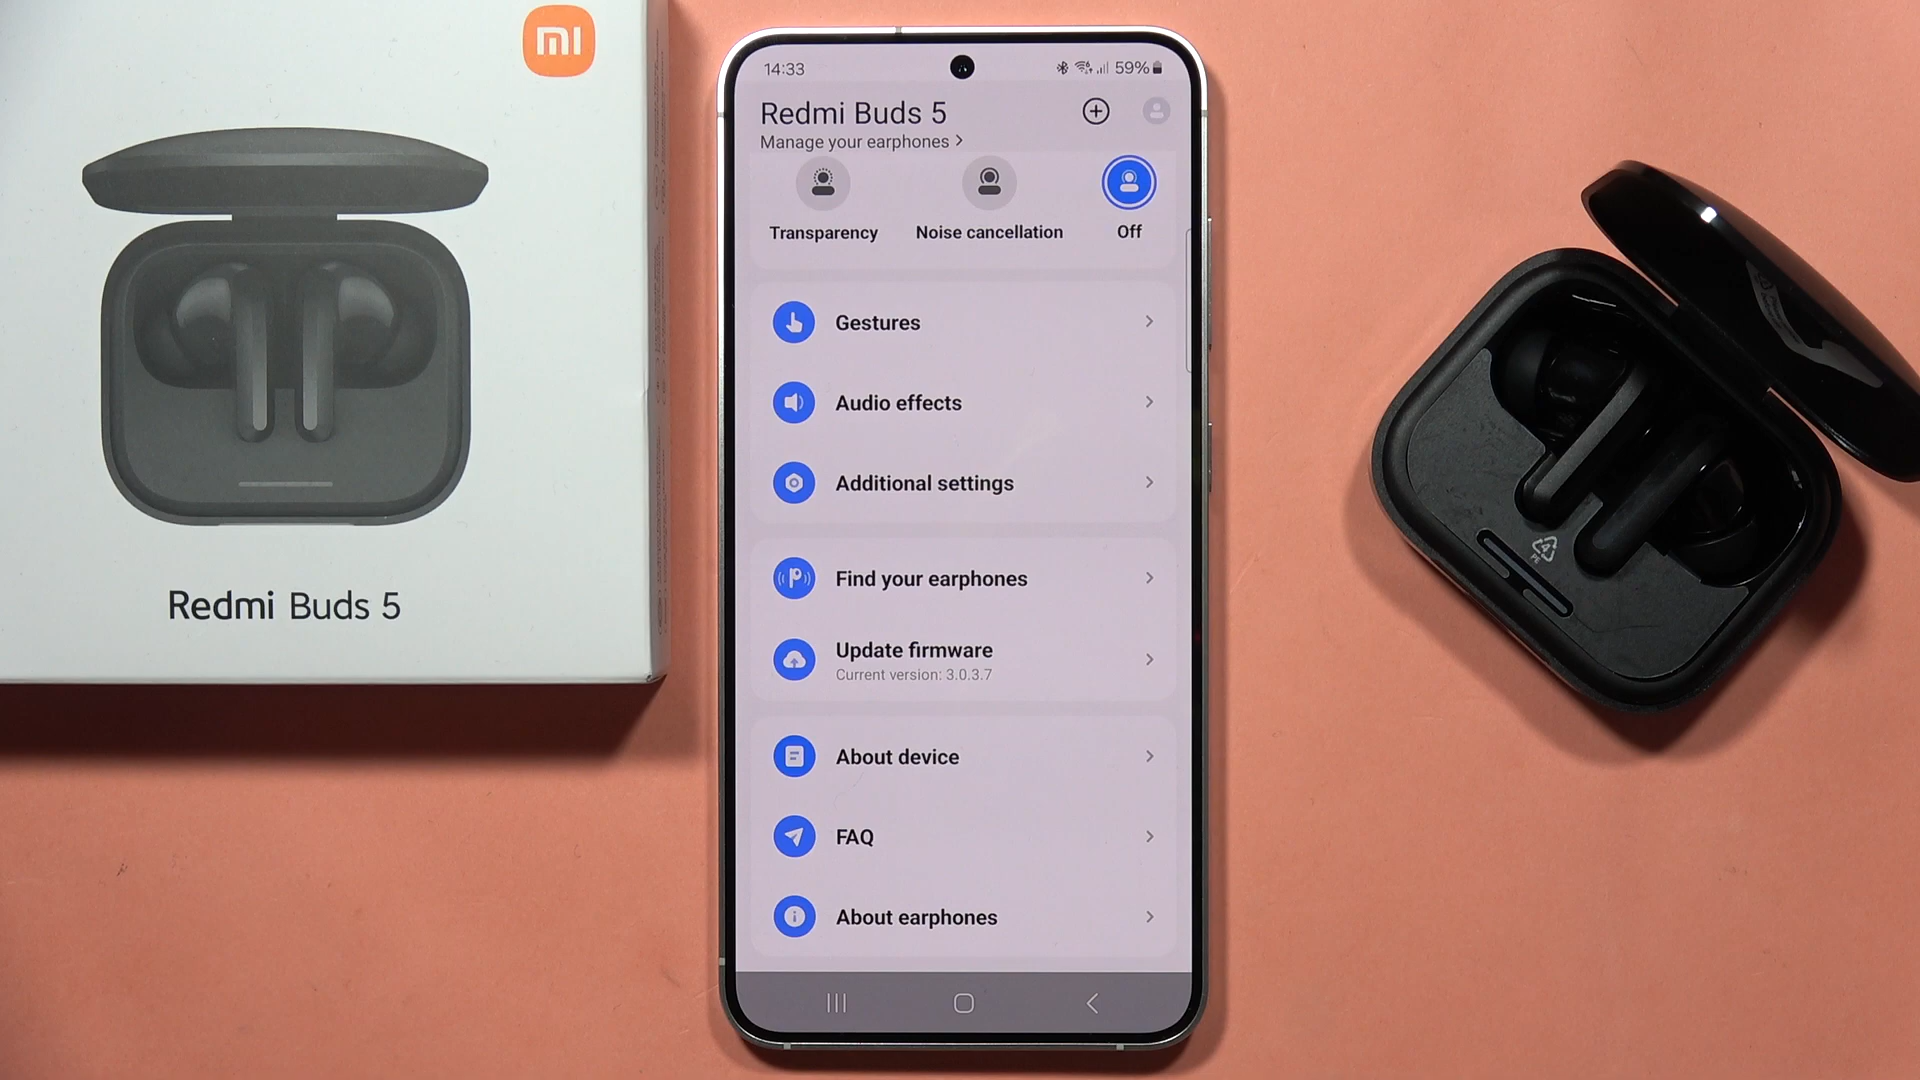 mi
Redmi Buds 5
14:33
59%
Redmi Buds 5
Manage your earphones >
Transparency
Noise cancellation
Off
Gestures
Audio effects
Additional settings
Find your earphones
Update firmware
Current version: 3.0.3.7
About device
FAQ
About earphones
4
PE